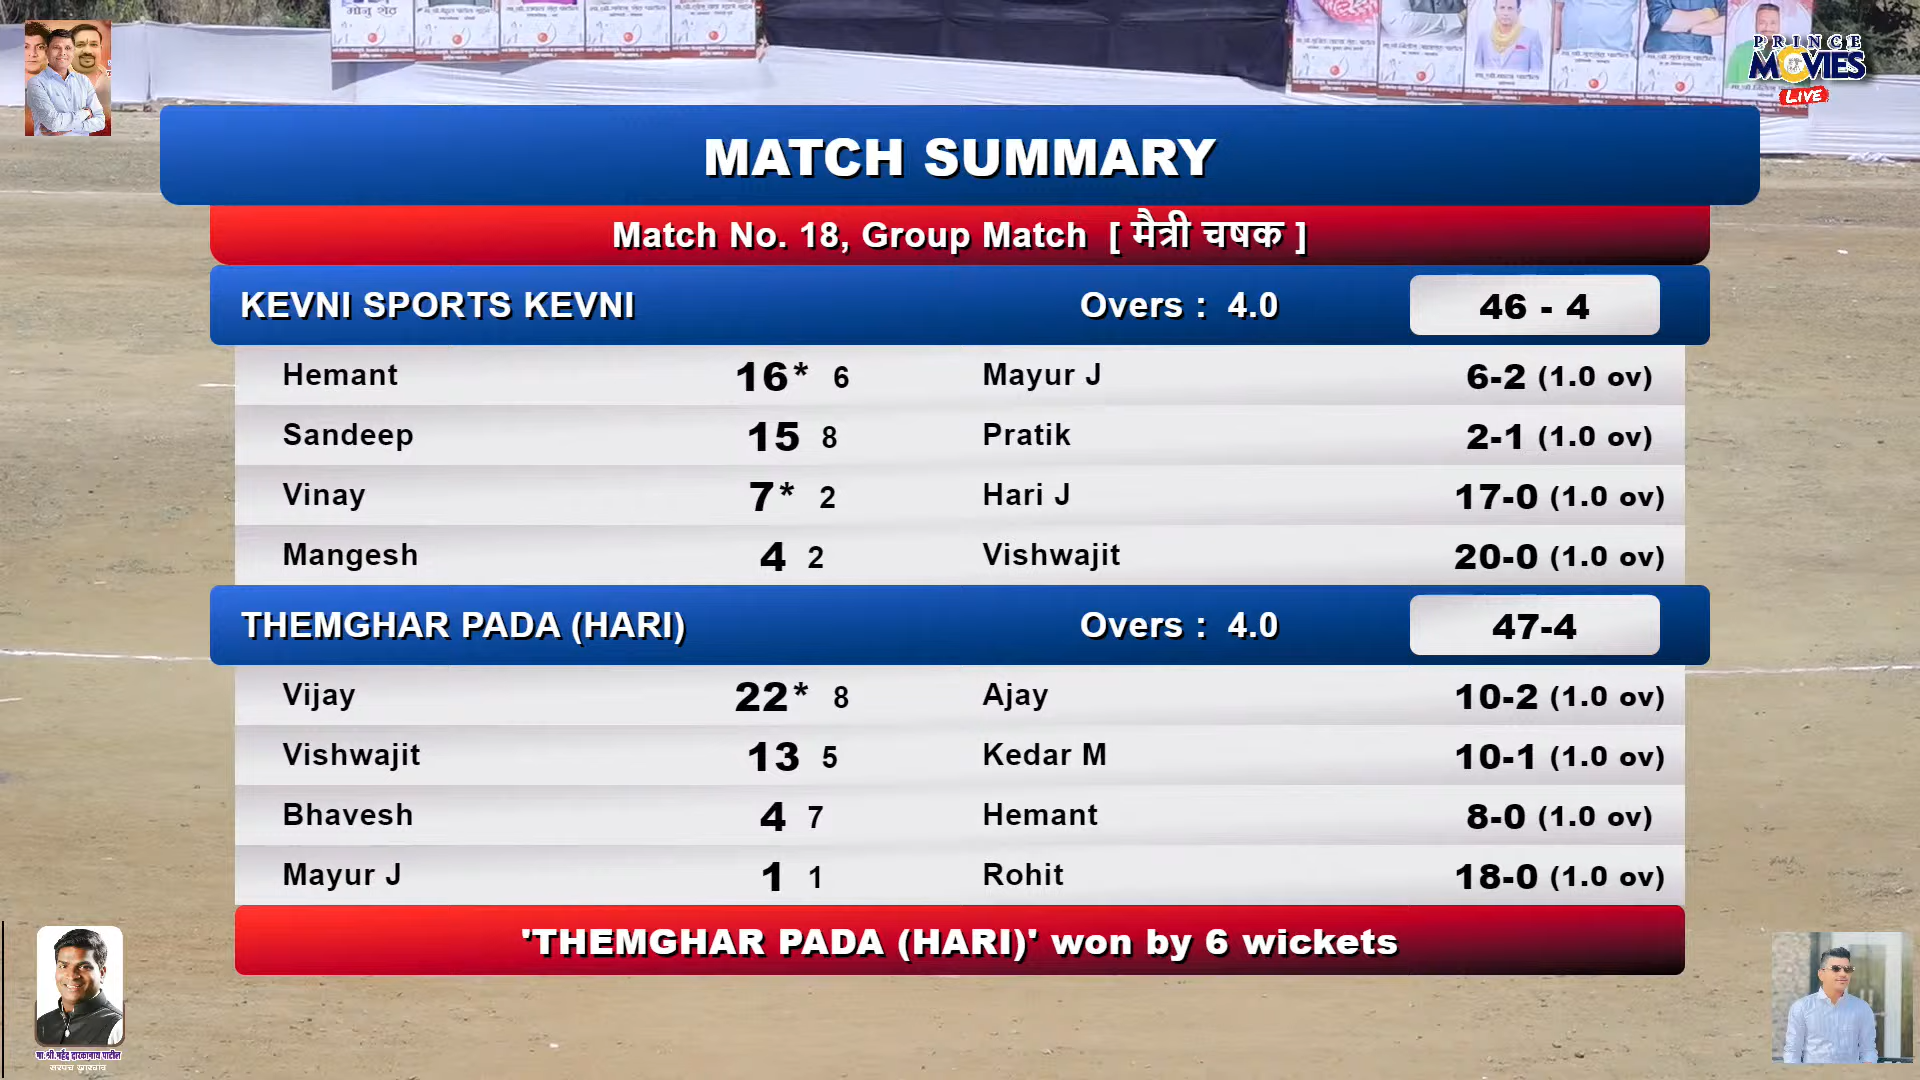 मोजु शेठ
PRINCE
MOVIES
LIVE
MATCH SUMMARY
Match No. 18, Group Match [ मैत्री चषक ]
KEVNI SPORTS KEVNI Overs : 4.0 46 - 4
Hemant 16* 6 Mayur J 6-2 (1.0 ov)
Sandeep 15 8 Pratik 2-1 (1.0 ov)
Vinay 7* 2 Hari J 17-0 (1.0 ov)
Mangesh 4 2 Vishwajit 20-0 (1.0 ov)
THEMGHAR PADA (HARI) Overs : 4.0 47-4
Vijay 22* 8 Ajay 10-2 (1.0 ov)
Vishwajit 13 5 Kedar M 10-1 (1.0 ov)
Bhavesh 4 7 Hemant 8-0 (1.0 ov)
Mayur J 1 1 Rohit 18-0 (1.0 ov)
'THEMGHAR PADA (HARI)' won by 6 wickets